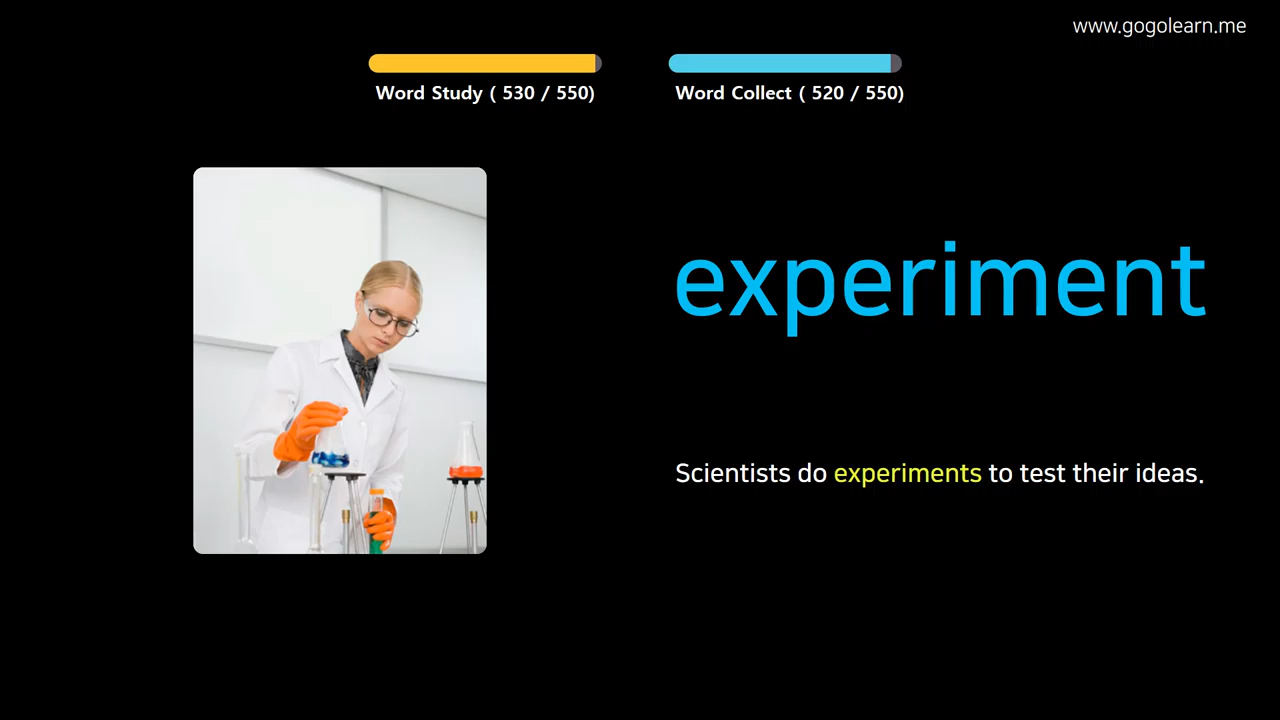 www.gogolearn.me
Word Study ( 530 / 550)
Word Collect ( 520 / 550)
experiment
Scientists do experiments to test their ideas.